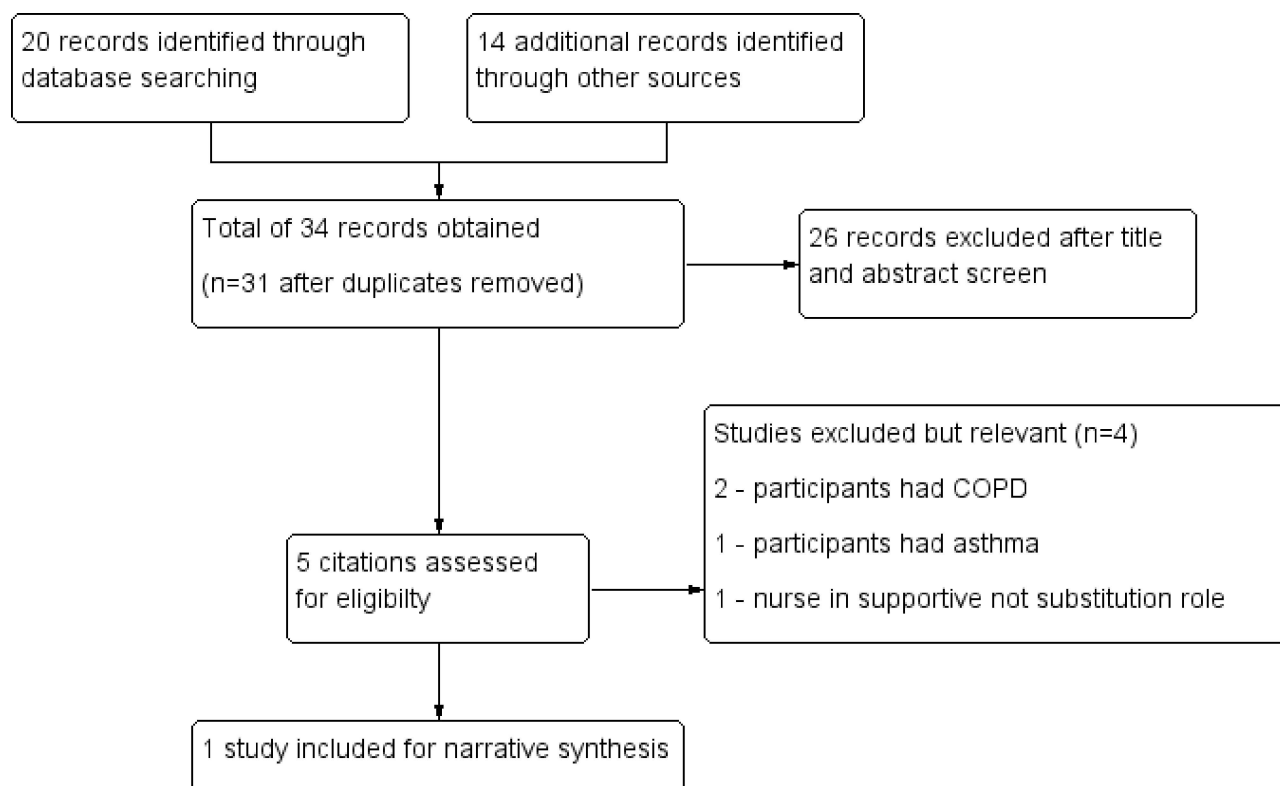 20 records identified through
database searching
14 additional records identified
through other sources
Total of 34 records obtained
(n=31 after duplicates removed)
26 records excluded after title
and abstract screen
Studies excluded but relevant (n=4)
2 - participants had COPD
1 - participants had asthma
1 - nurse in supportive not substitution role
5 citations assessed
for eligibilty
1 study included for narrative synthesis